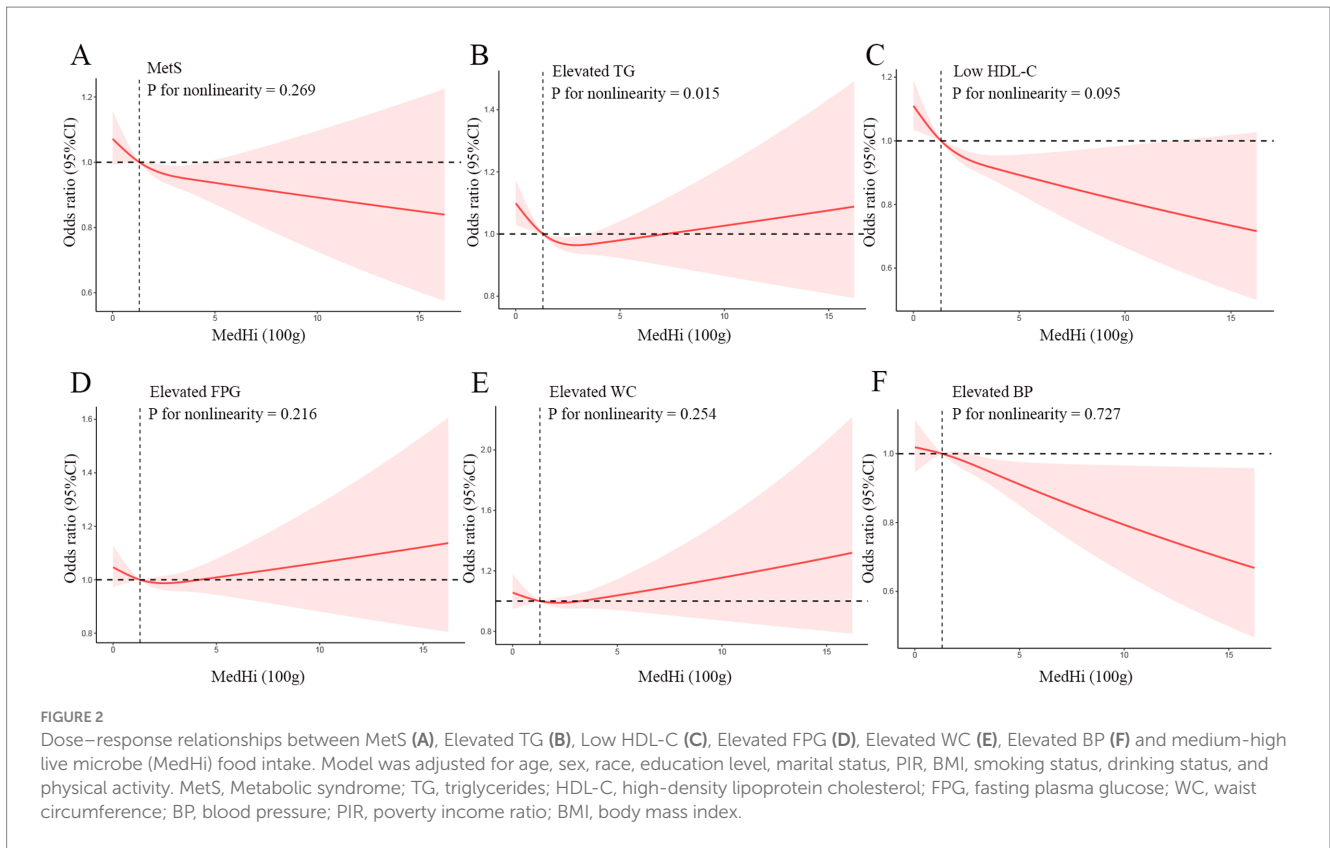 A
MetS
P for nonlinearity = 0.269
Odds ratio (95%CI)
1.2
1.0
0.8
0.6
0
5
10
15
MedHi (100g)
B
Elevated TG
P for nonlinearity = 0.015
Odds ratio (95%CI)
1.4
1.2
1.0
0.8
0
5
10
15
MedHi (100g)
C
Low HDL-C
P for nonlinearity = 0.095
Odds ratio (95%CI)
1.2
1.0
0.8
0.6
0
5
10
15
MedHi (100g)
D
Elevated FPG
P for nonlinearity = 0.216
Odds ratio (95%CI)
1.6
1.4
1.2
1.0
0.8
0
5
10
15
MedHi (100g)
E
Elevated WC
P for nonlinearity = 0.254
Odds ratio (95%CI)
2.0
1.6
1.2
1.0
0.8
0
5
10
15
MedHi (100g)
F
Elevated BP
P for nonlinearity = 0.727
Odds ratio (95%CI)
1.0
0.8
0.6
0
5
10
15
MedHi (100g)
FIGURE 2
Dose–response relationships between MetS (A), Elevated TG (B), Low HDL-C (C), Elevated FPG (D), Elevated WC (E), Elevated BP (F) and medium-high
live microbe (MedHi) food intake. Model was adjusted for age, sex, race, education level, marital status, PIR, BMI, smoking status, drinking status, and
physical activity. MetS, Metabolic syndrome; TG, triglycerides; HDL-C, high-density lipoprotein cholesterol; FPG, fasting plasma glucose; WC, waist
circumference; BP, blood pressure; PIR, poverty income ratio; BMI, body mass index.